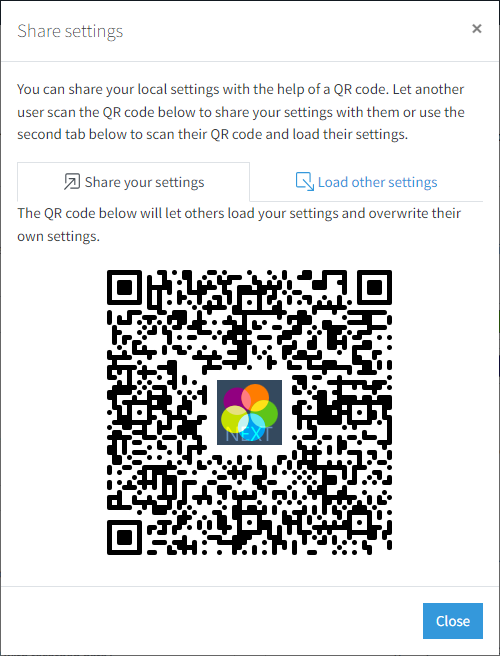 Share settings
×
You can share your local settings with the help of a QR code. Let another
user scan the QR code below to share your settings with them or use the
second tab below to scan their QR code and load their settings.
Share your settings
Load other settings
The QR code below will let others load your settings and overwrite their
own settings.
NEXT
Close